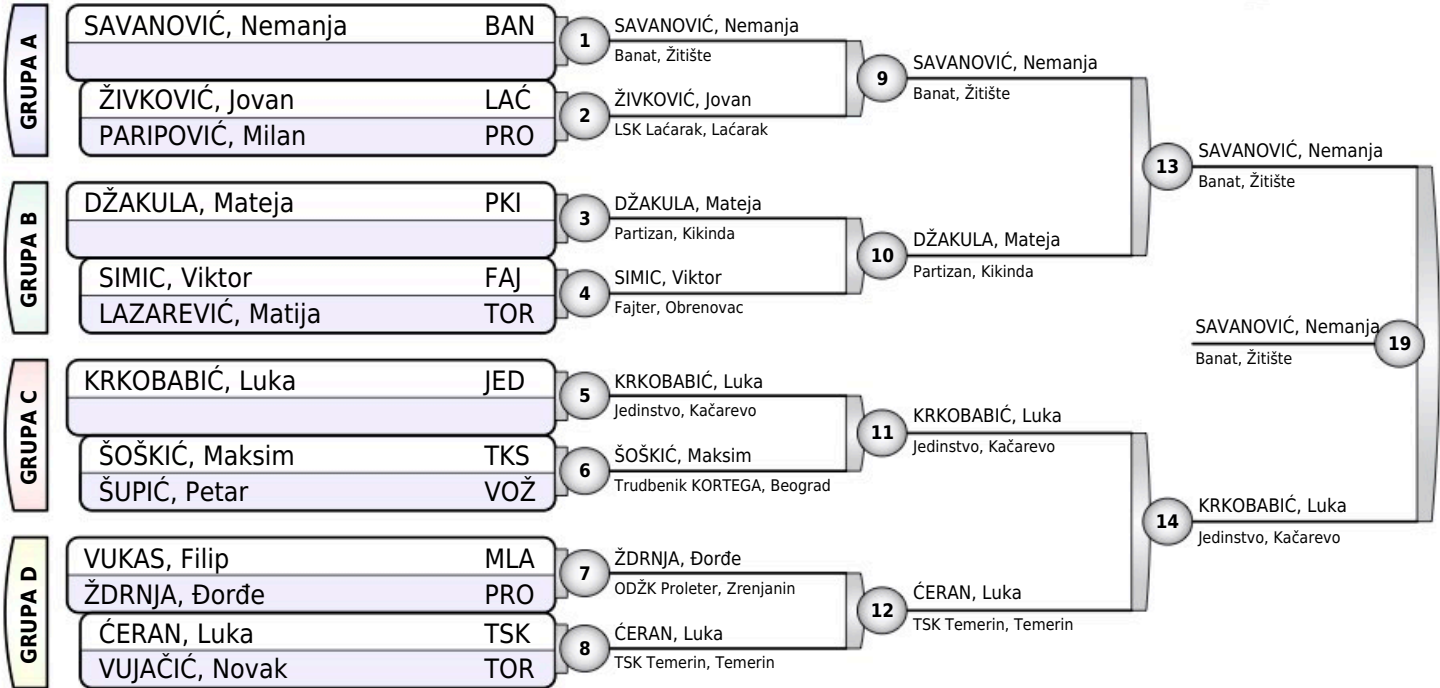 GRUPA A
SAVANOVIĆ, Nemanja BAN
ŽIVKOVIĆ, Jovan LAĆ
PARIPOVIĆ, Milan PRO
GRUPA B
DŽAKULA, Mateja PKI
SIMIC, Viktor FAJ
LAZAREVIĆ, Matija TOR
GRUPA C
KRKOBABIĆ, Luka JED
ŠOŠKIĆ, Maksim TKS
ŠUPIĆ, Petar VOŽ
GRUPA D
VUKAS, Filip MLA
ŽDRNJA, Đorđe PRO
ĆERAN, Luka TSK
VUJAČIĆ, Novak TOR
1
SAVANOVIĆ, Nemanja
Banat, Žitište
2
ŽIVKOVIĆ, Jovan
LSK Laćarak, Laćarak
3
DŽAKULA, Mateja
Partizan, Kikinda
4
SIMIC, Viktor
Fajter, Obrenovac
5
KRKOBABIĆ, Luka
Jedinstvo, Kačarevo
6
ŠOŠKIĆ, Maksim
Trudbenik KORTEGA, Beograd
7
ŽDRNJA, Đorđe
ODŽK Proleter, Zrenjanin
8
ĆERAN, Luka
TSK Temerin, Temerin
9
SAVANOVIĆ, Nemanja
Banat, Žitište
10
DŽAKULA, Mateja
Partizan, Kikinda
11
KRKOBABIĆ, Luka
Jedinstvo, Kačarevo
12
ĆERAN, Luka
TSK Temerin, Temerin
13
SAVANOVIĆ, Nemanja
Banat, Žitište
14
KRKOBABIĆ, Luka
Jedinstvo, Kačarevo
SAVANOVIĆ, Nemanja
Banat, Žitište
19